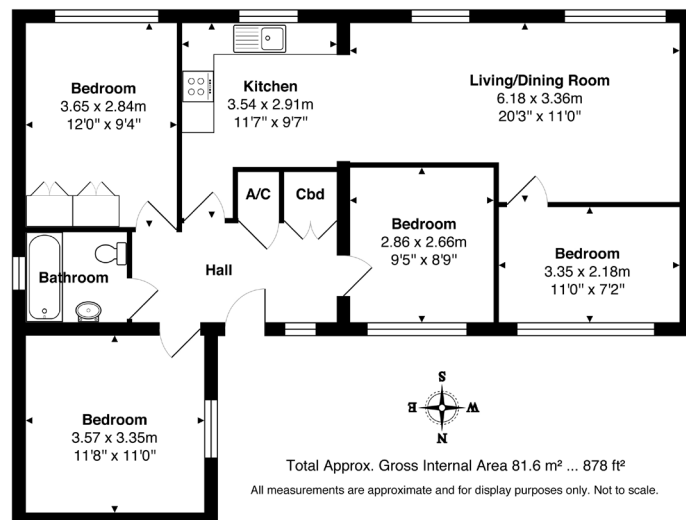 Bedroom
3.65 x 2.84m
12'0" x 9'4"
Kitchen
3.54 x 2.91m
11'7" x 9'7"
Living/Dining Room
6.18 x 3.36m
20'3" x 11'0"
A/C
Cbd
Bedroom
2.86 x 2.66m
9'5" x 8'9"
Bedroom
3.35 x 2.18m
11'0" x 7'2"
Bathroom
Hall
Bedroom
3.57 x 3.35m
11'8" x 11'0"
S
E
W
N
Total Approx. Gross Internal Area 81.6 m² ... 878 ft²
All measurements are approximate and for display purposes only. Not to scale.